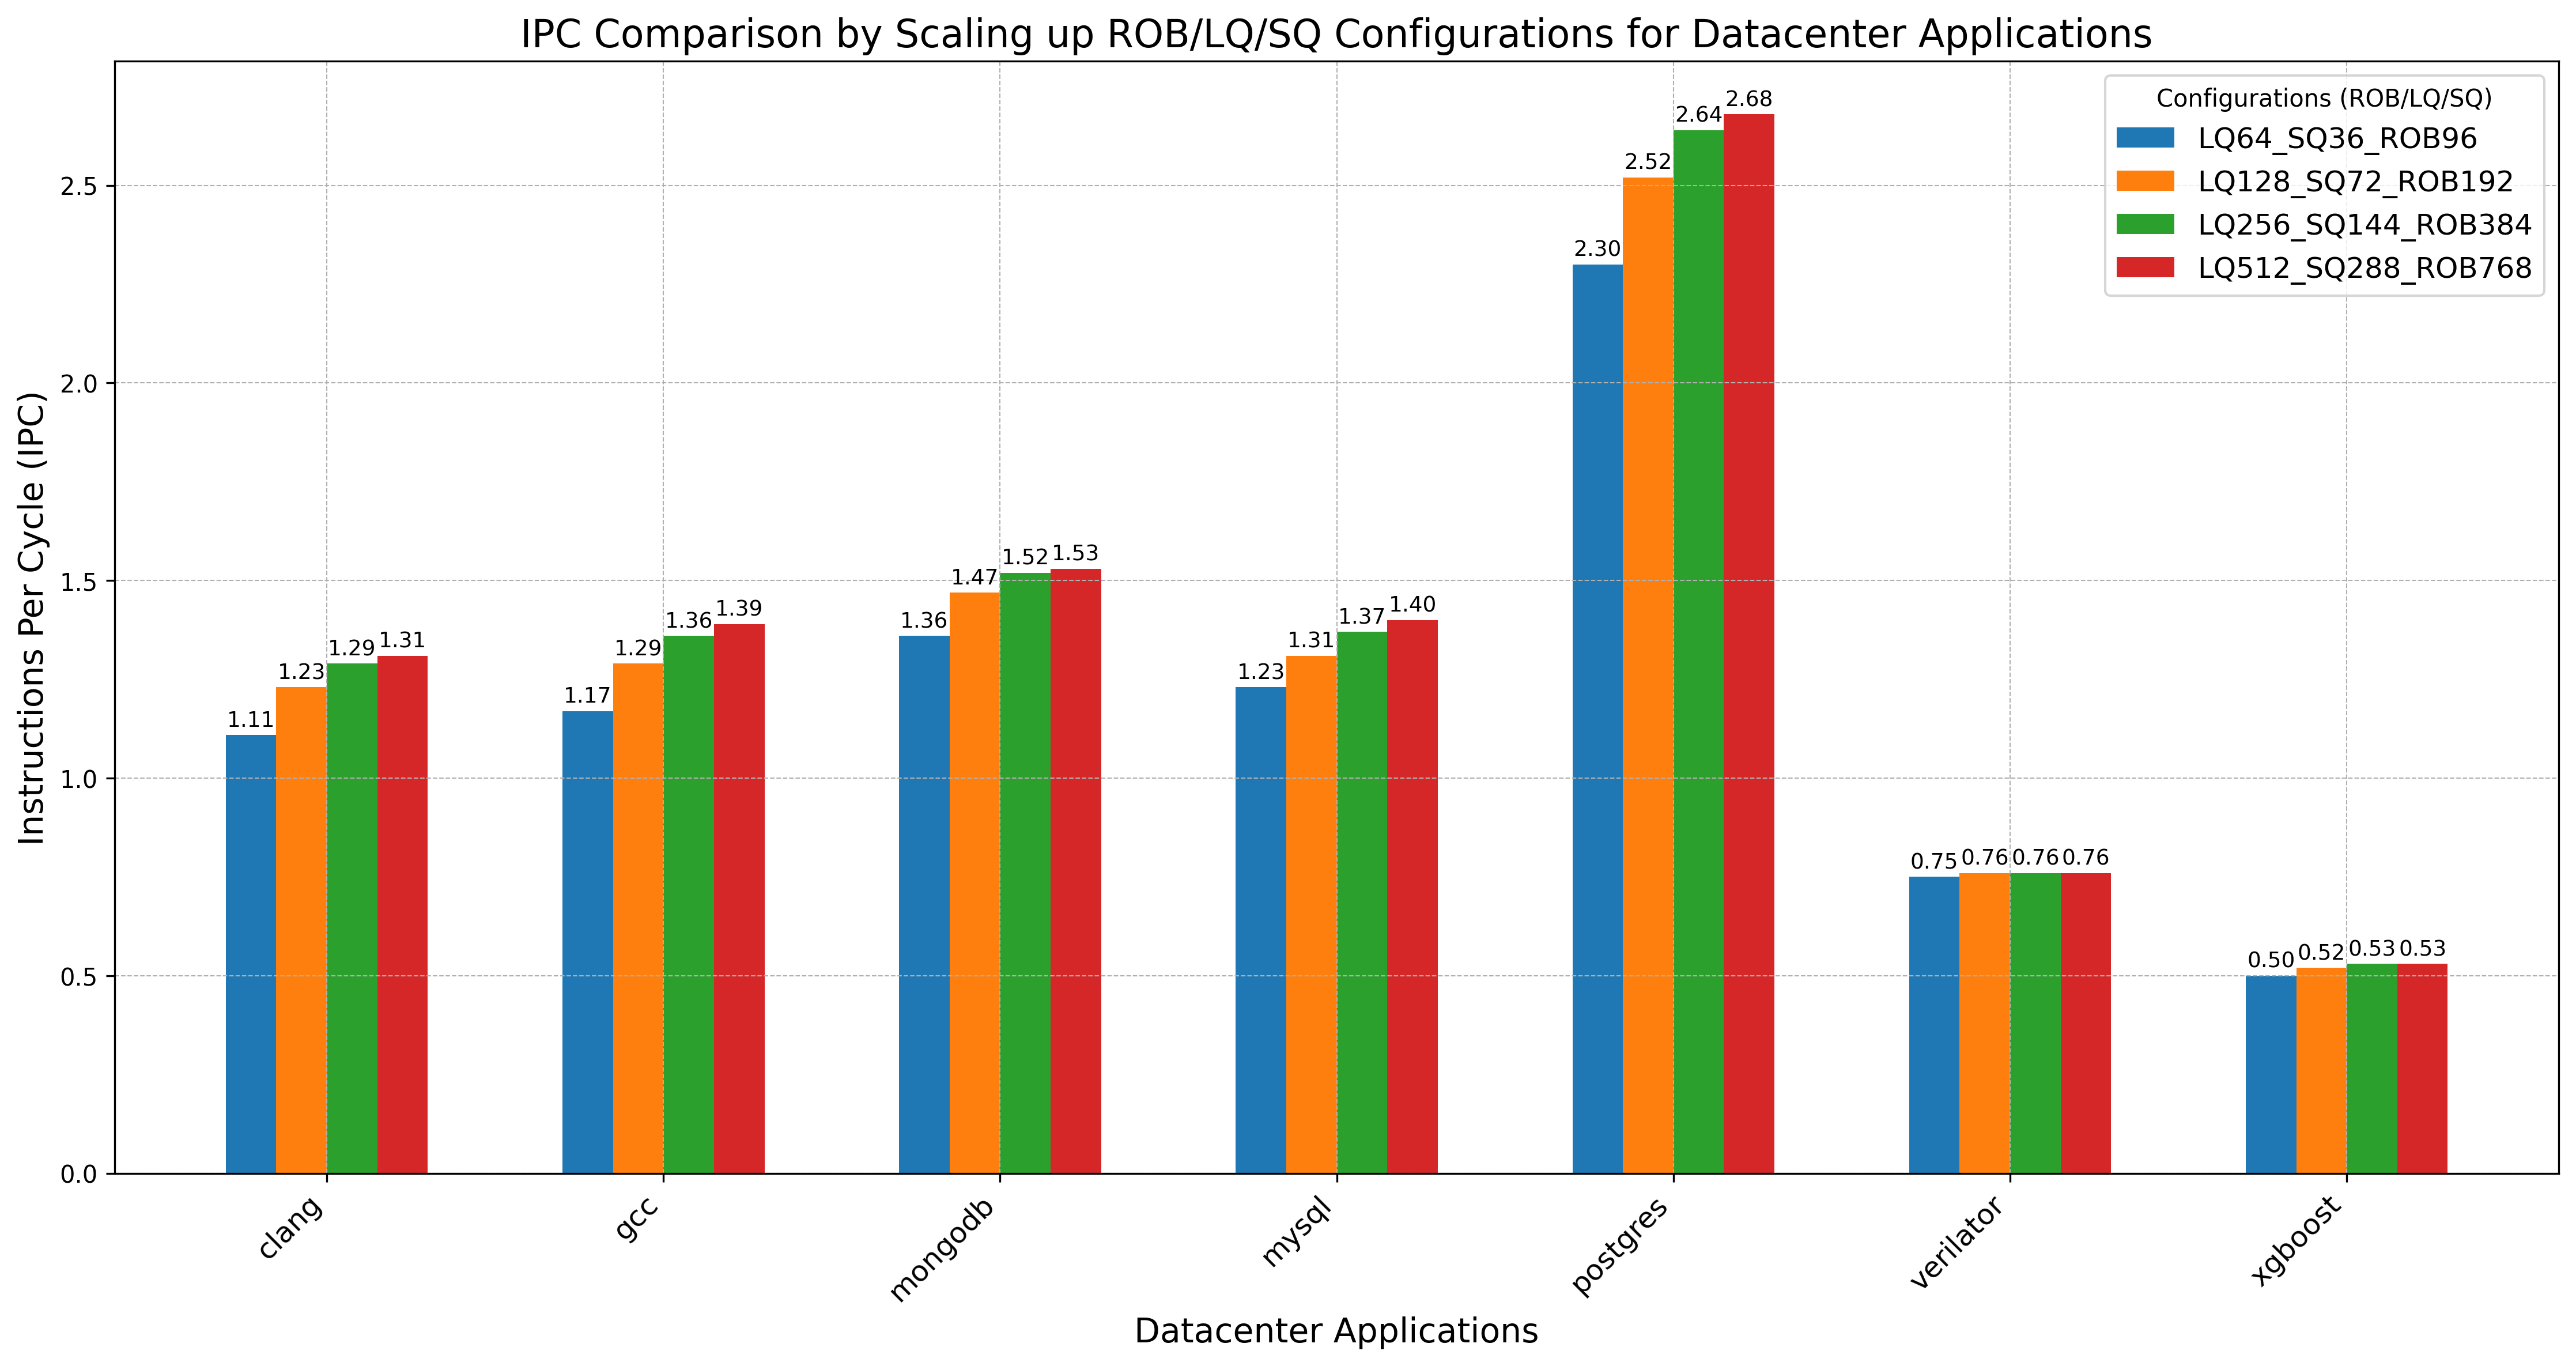 IPC Comparison by Scaling up ROB/LQ/SQ Configurations for Datacenter Applications
Configurations (ROB/LQ/SQ)
LQ64_SQ36_ROB96
LQ128_SQ72_ROB192
LQ256_SQ144_ROB384
LQ512_SQ288_ROB768
Instructions Per Cycle (IPC)
2.5
2.0
1.5
1.0
0.5
0.0
1.11
1.23
1.29
1.31
1.17
1.29
1.36
1.39
1.36
1.47
1.52
1.53
1.23
1.31
1.37
1.40
2.30
2.52
2.64
2.68
0.75
0.76
0.76
0.76
0.50
0.52
0.53
0.53
clang
gcc
mongodb
mysql
postgres
verilator
xgboost
Datacenter Applications